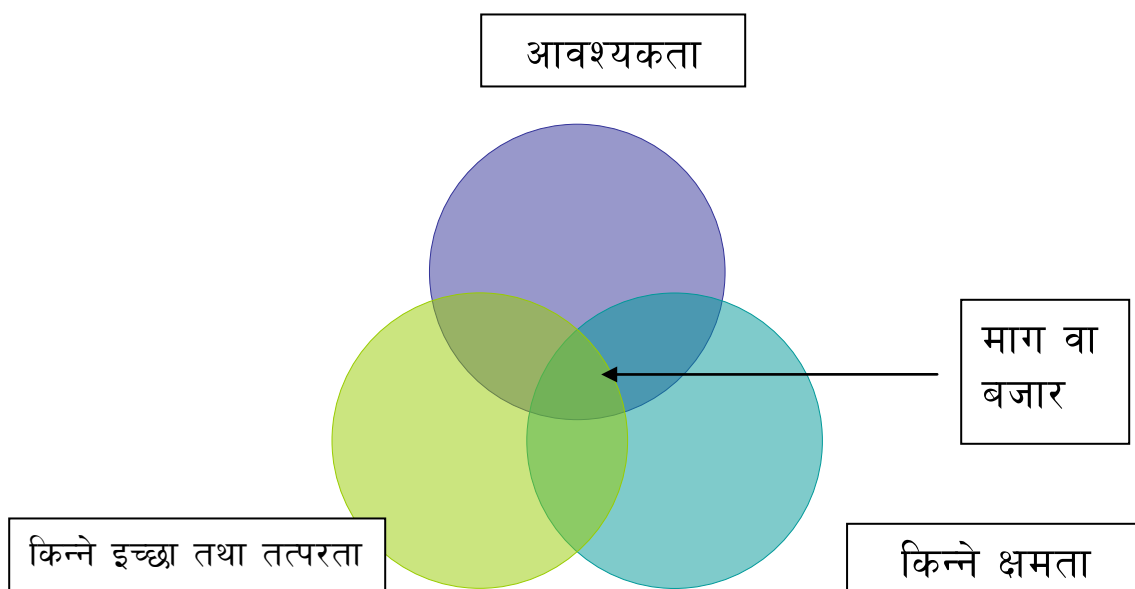 आवश्यकता
माग वा
बजार
किन्ने इच्छा तथा तत्परता
किन्ने क्षमता